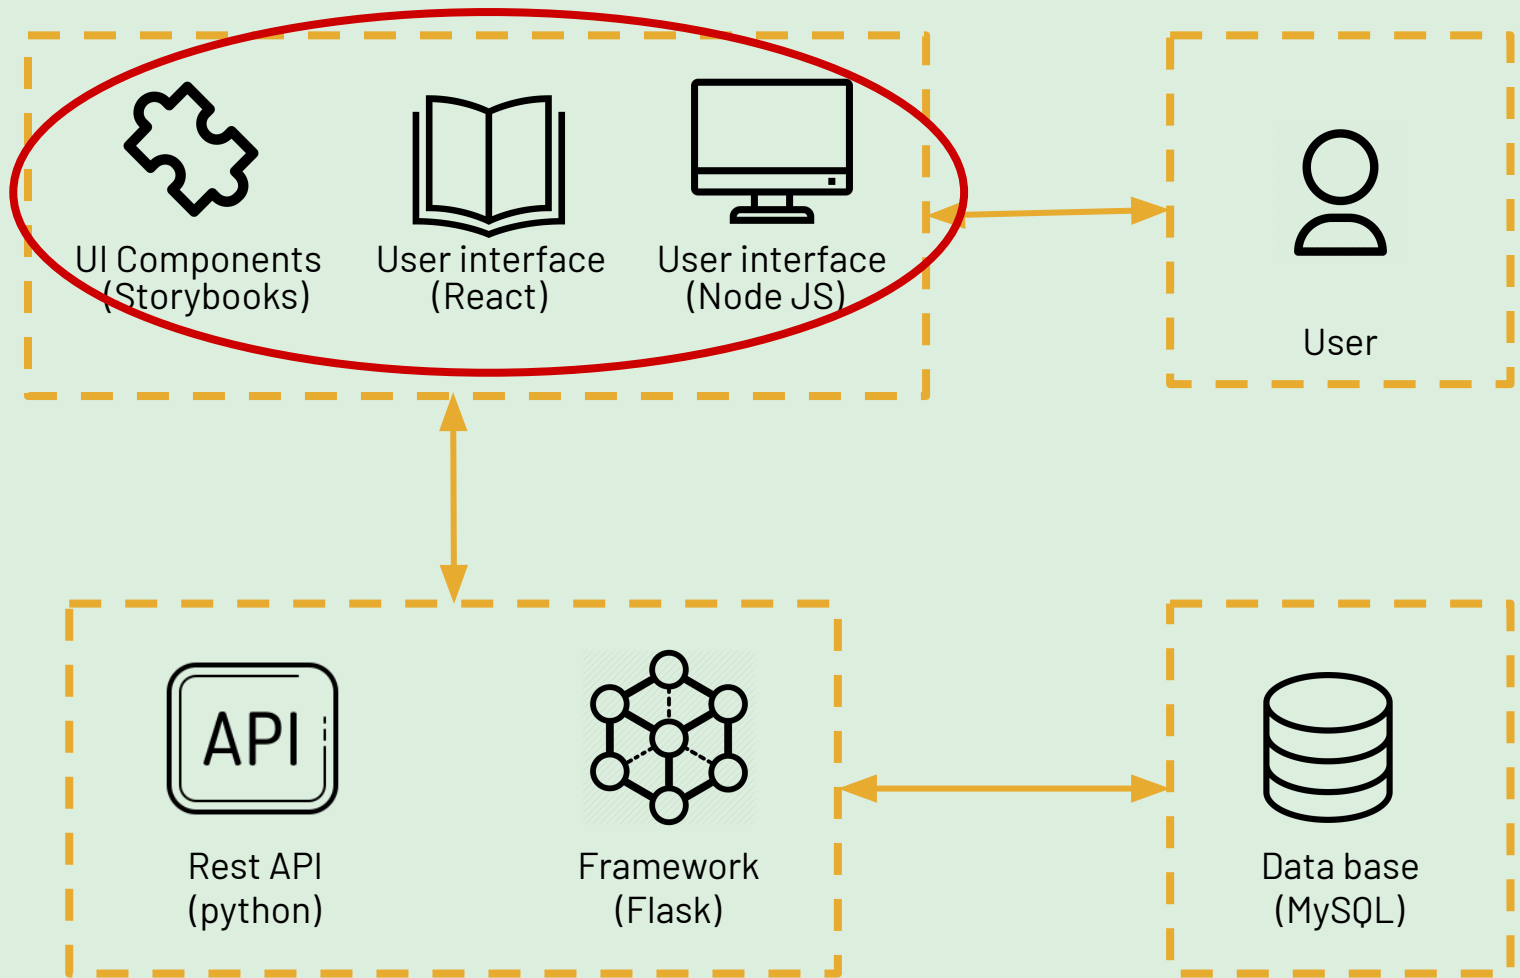 UI Components
(Storybooks)
User interface
(React)
User interface
(Node JS)
User
API
Rest API
(python)
Framework
(Flask)
Data base
(MySQL)